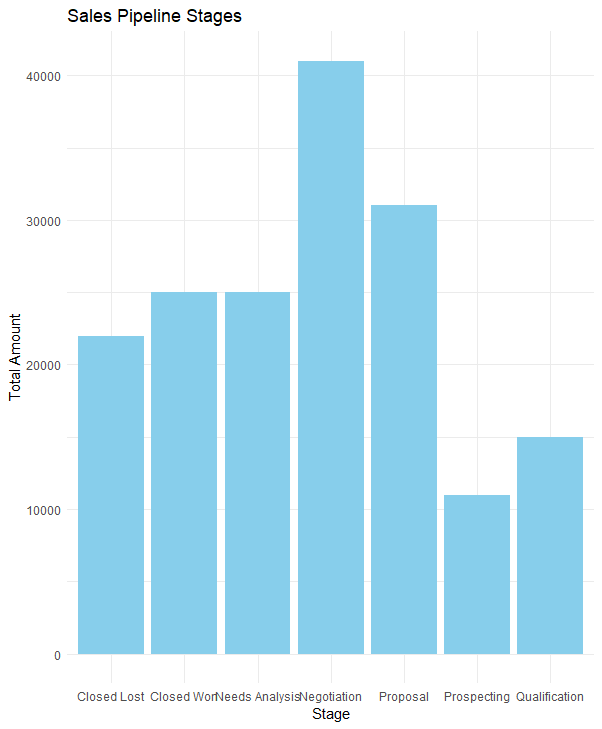 Sales Pipeline Stages
40000
30000
20000
10000
0
Total Amount
Closed Lost Closed Won Needs Analysis Negotiation Proposal Prospecting Qualification
Stage